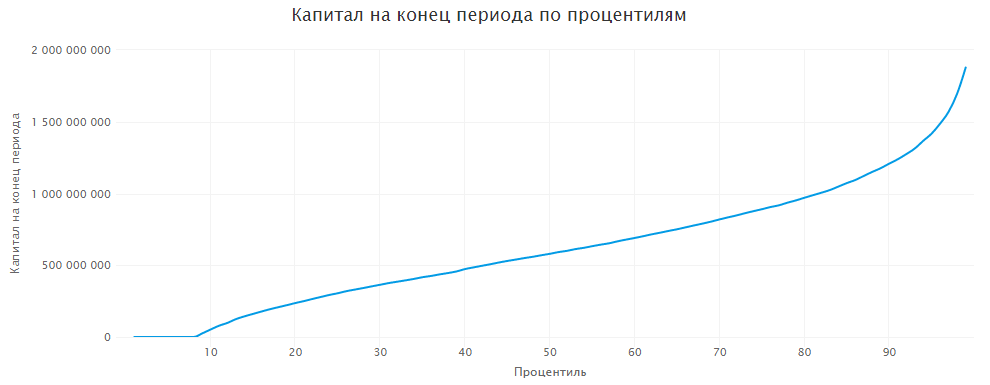 Капитал на конец периода по процентилям
Капитал на конец периода
2 000 000 000
1 500 000 000
1 000 000 000
500 000 000
0
10 20 30 40 50 60 70 80 90
Процентиль